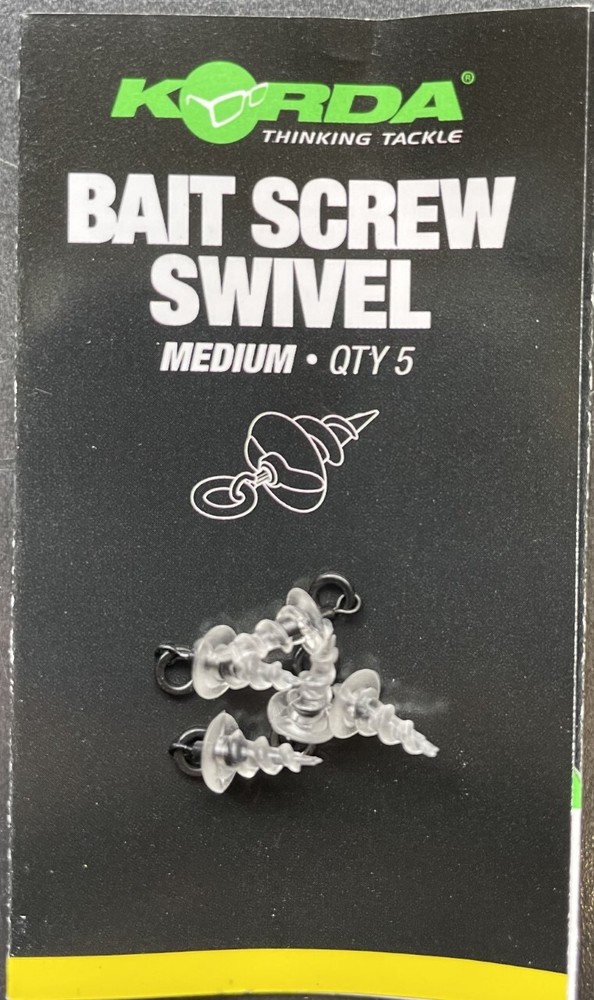 KORDA®
THINKING TACKLE
BAIT SCREW
SWIVEL
MEDIUM • QTY 5